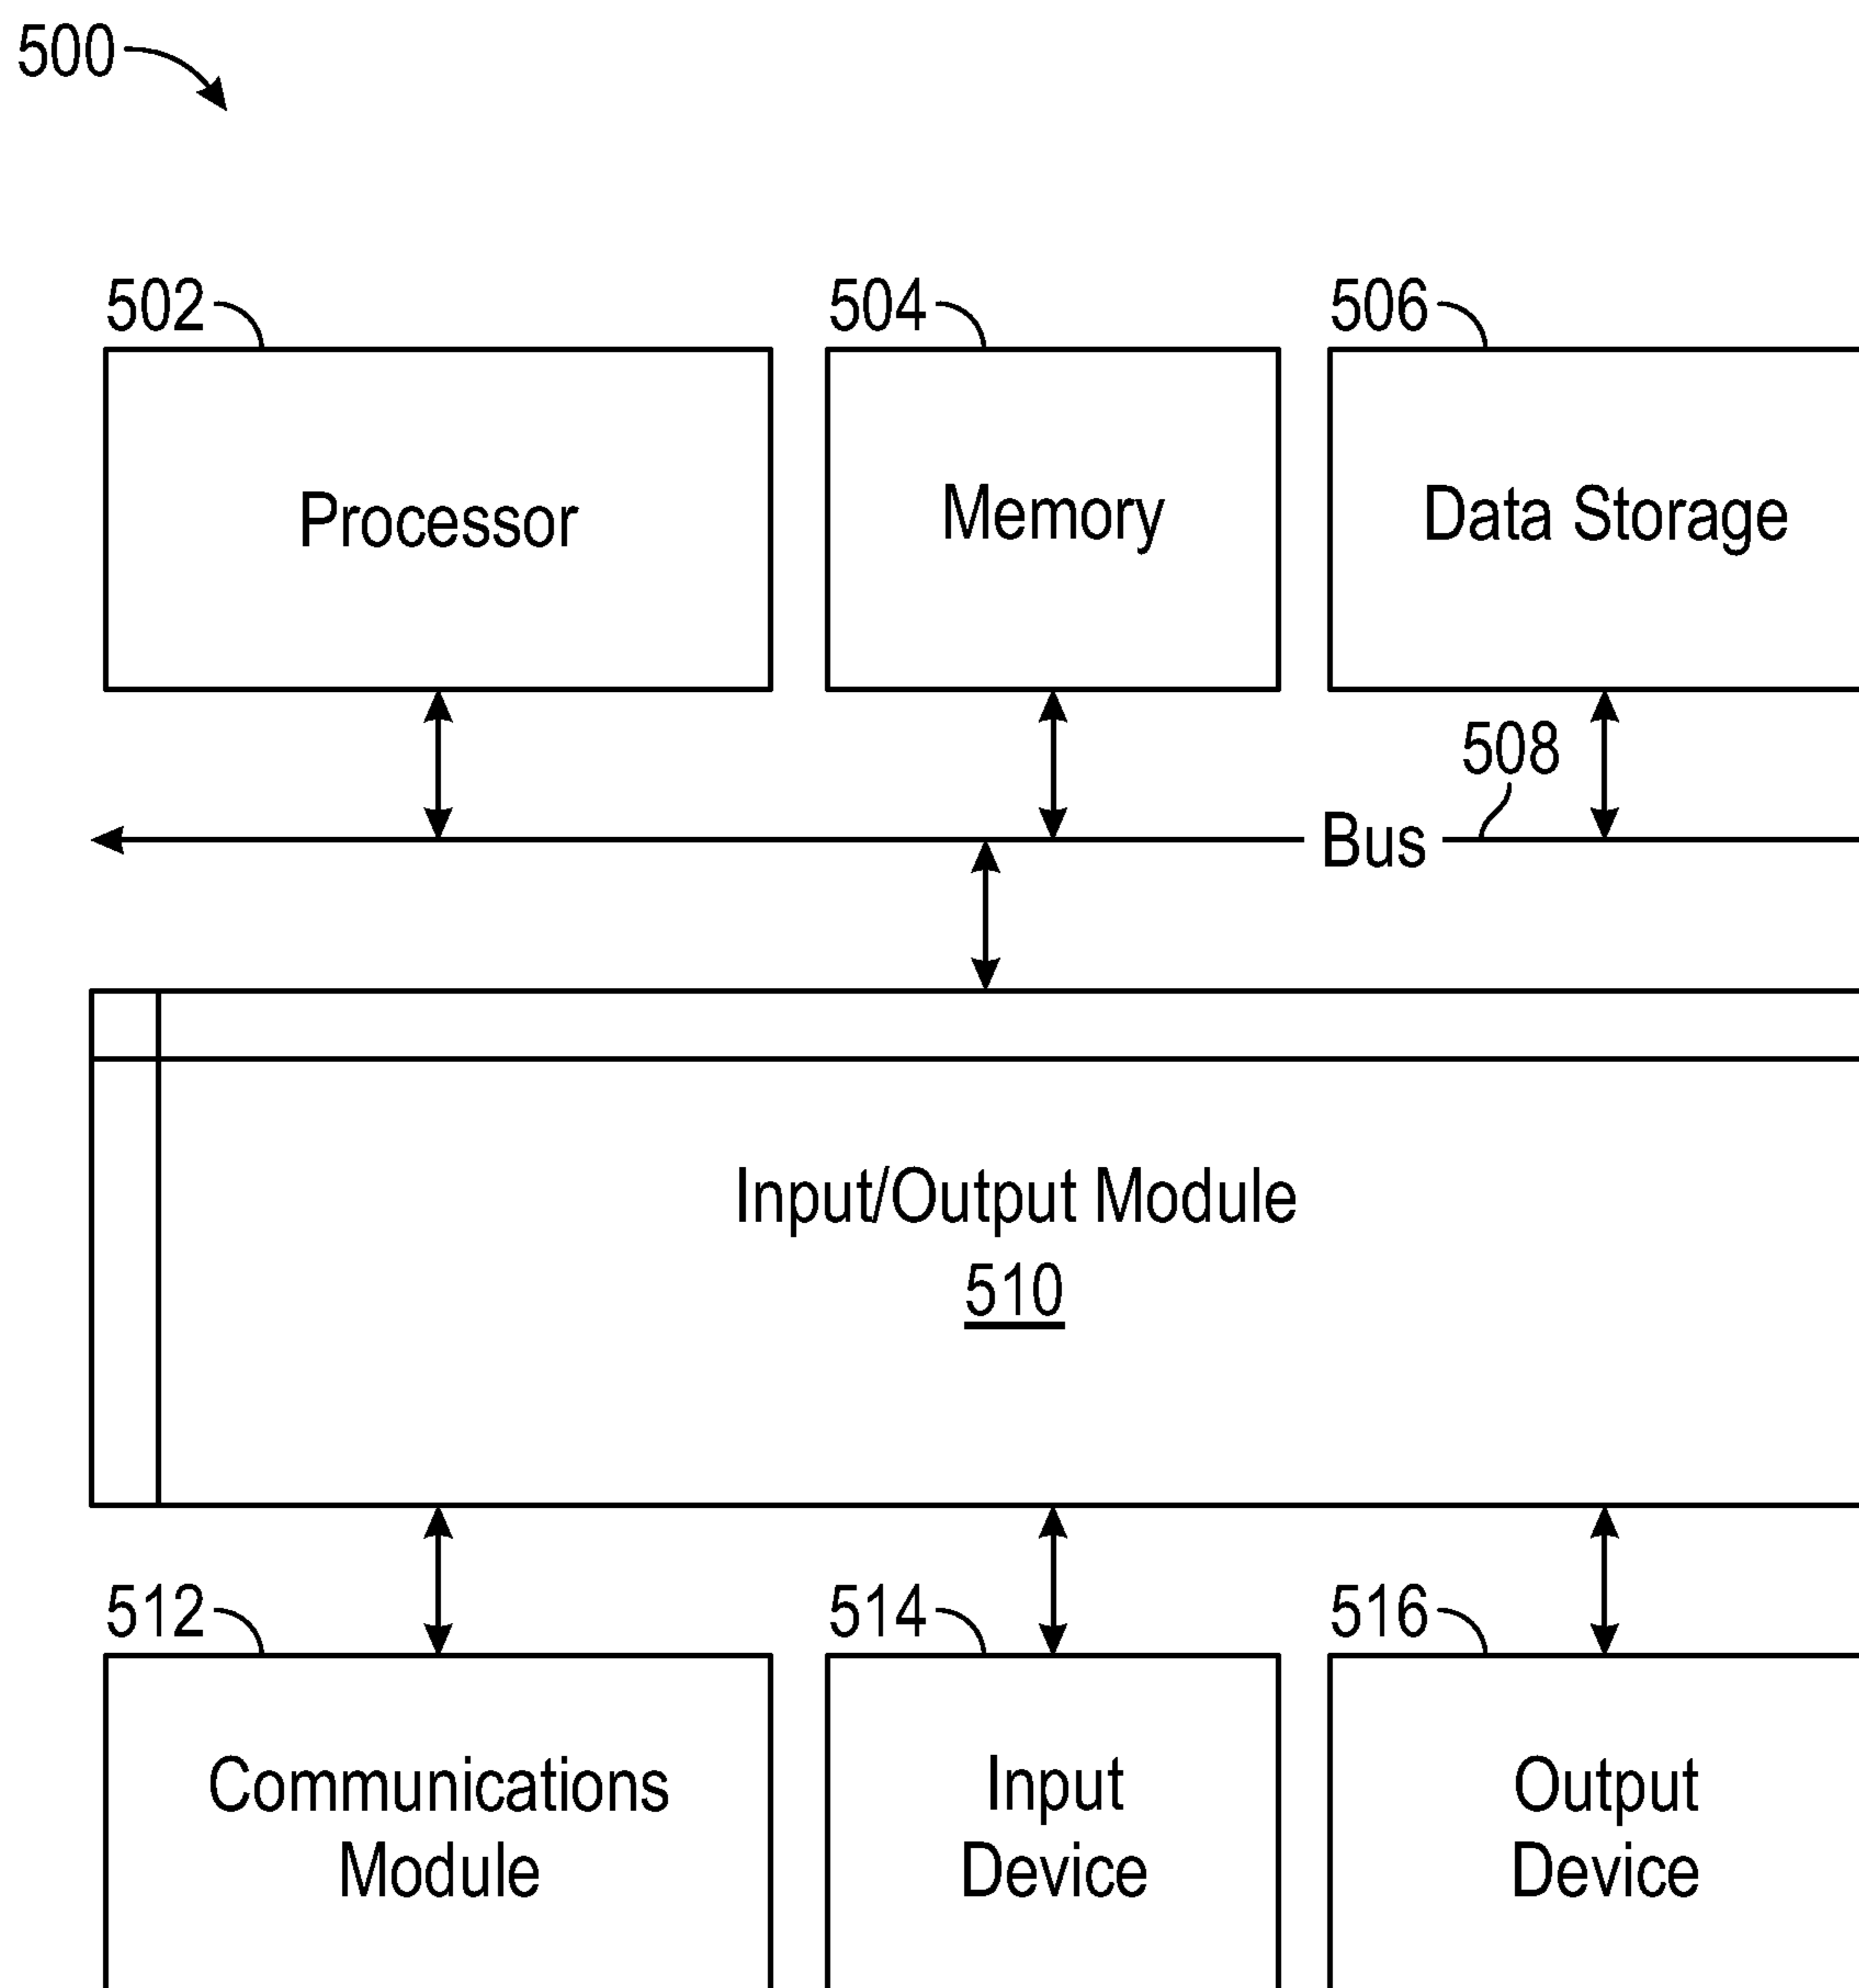 500
502
504
506
Processor
Memory
Data Storage
508
Bus
Input/Output Module
510
512
514
516
Communications
Module
Input
Device
Output
Device